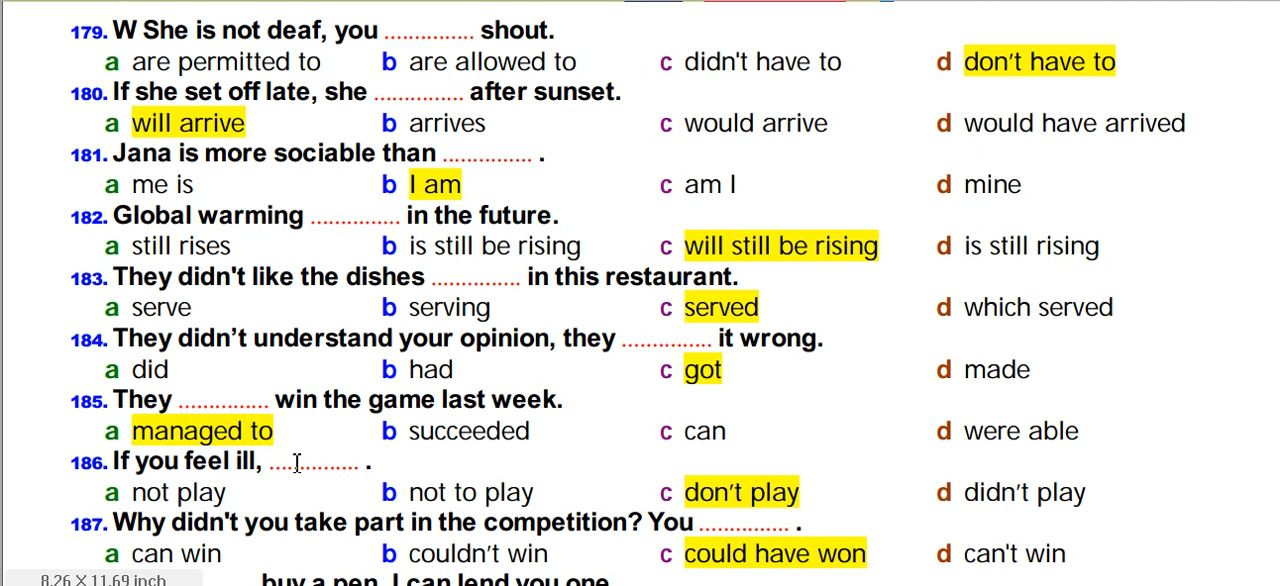 179. W She is not deaf, you ............... shout.
a are permitted to b are allowed to c didn't have to d don't have to
180. If she set off late, she ............... after sunset.
a will arrive b arrives c would arrive d would have arrived
181. Jana is more sociable than ............... .
a me is b I am c am I d mine
182. Global warming ............... in the future.
a still rises b is still be rising c will still be rising d is still rising
183. They didn't like the dishes ............... in this restaurant.
a serve b serving c served d which served
184. They didn’t understand your opinion, they ............... it wrong.
a did b had c got d made
185. They ............... win the game last week.
a managed to b succeeded c can d were able
186. If you feel ill, ............... .
a not play b not to play c don’t play d didn’t play
187. Why didn't you take part in the competition? You ............... .
a can win b couldn’t win c could have won d can't win
buy a pen. I can lend you one.
8.26 X 11.69 inch